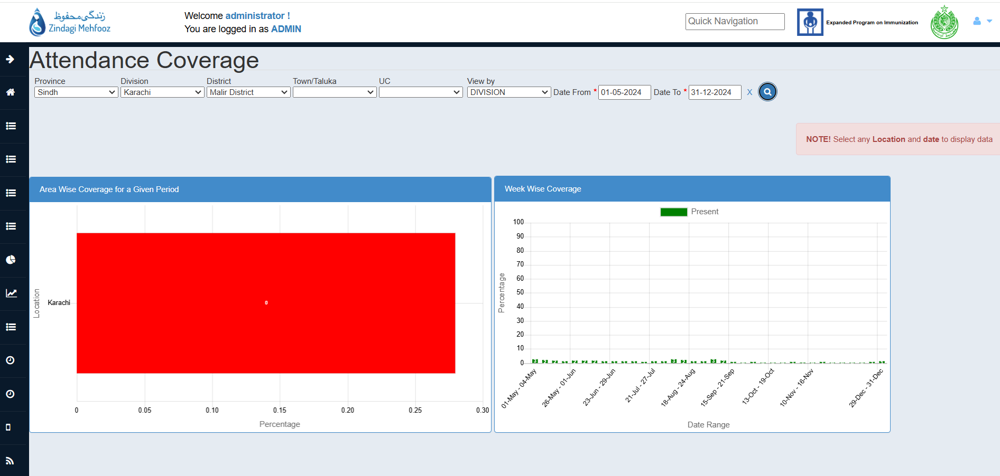 زندگی محفوظ
Zindagi Mehfooz
Welcome administrator !
You are logged in as ADMIN
Quick Navigation
Expanded Program on Immunization
Attendance Coverage
Province Division District Town/Taluka UC View by
Sindh Karachi Malir District DIVISION Date From * 01-05-2024 Date To * 31-12-2024 X
NOTE! Select any Location and date to display data
Area Wise Coverage for a Given Period
Location
Karachi
0
0 0.05 0.10 0.15 0.20 0.25 0.30
Percentage
Week Wise Coverage
Present
Percentage
100
90
80
70
60
50
40
30
20
10
0
01-May - 04-May 26-May - 01-Jun 23-Jun - 29-Jun 21-Jul - 27-Jul 18-Aug - 24-Aug 15-Sep - 21-Sep 13-Oct - 19-Oct 10-Nov - 16-Nov 29-Dec - 31-Dec
Date Range